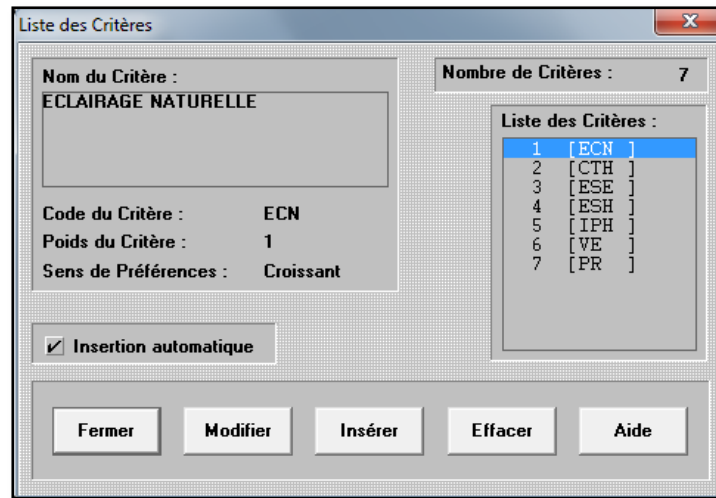 Liste des Critères
Nom du Critère :
ECLAIRAGE NATURELLE
Code du Critère : ECN
Poids du Critère : 1
Sens de Préférences : Croissant
Nombre de Critères : 7
Liste des Critères :
1 [ECN ]
2 [CTH ]
3 [ESE ]
4 [ESH ]
5 [IPH ]
6 [VE ]
7 [PR ]
Insertion automatique
Fermer Modifier Insérer Effacer Aide